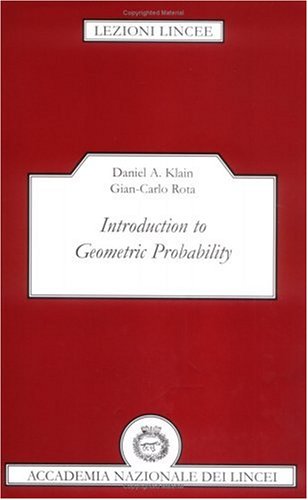 LEZIONI LINCEE
Daniel A. Klain
Gian-Carlo Rota
Introduction to
Geometric Probability
ACCADEMIA NAZIONALE DEI LINCEI